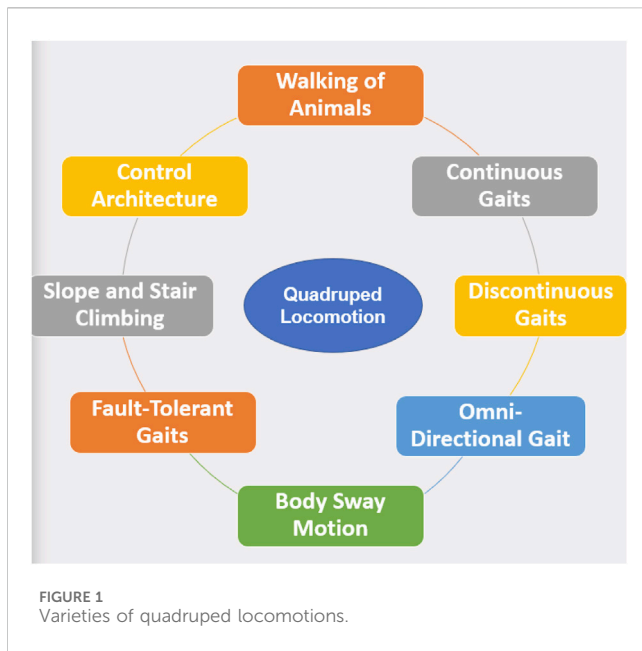 Walking of
Animals
Control
Architecture
Continuous
Gaits
Slope and Stair
Climbing
Quadruped
Locomotion
Discontinuous
Gaits
Fault-Tolerant
Gaits
Omni-
Directional Gait
Body Sway
Motion
FIGURE 1
Varieties of quadruped locomotions.